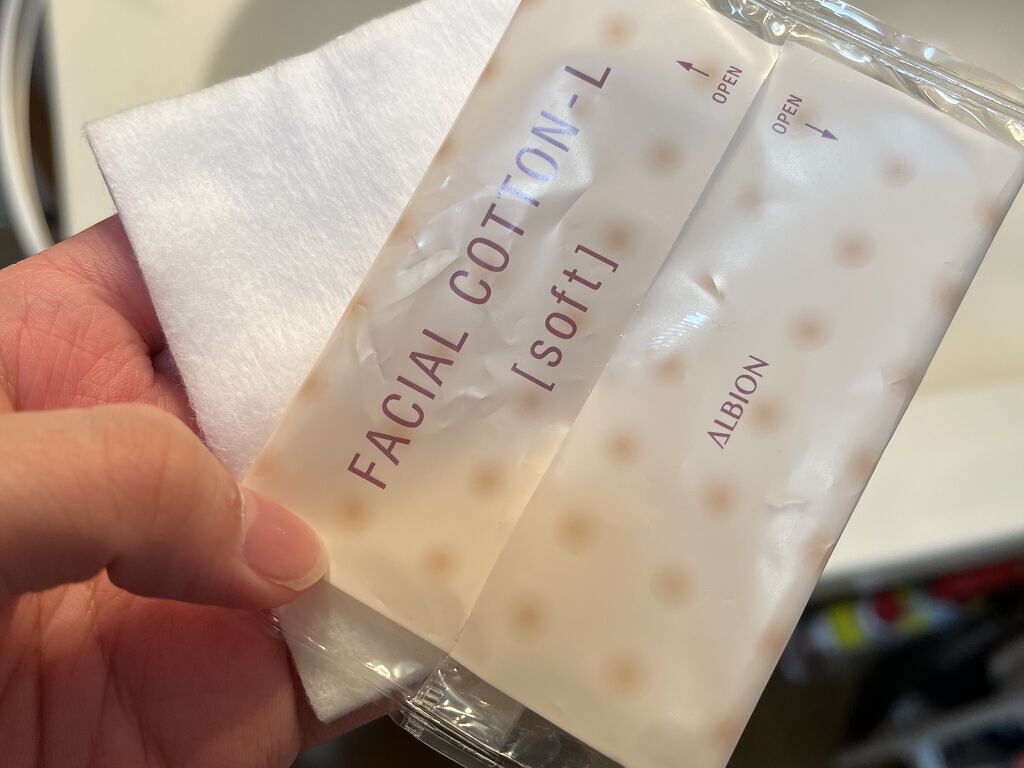 FACIAL COTTON-L
[soft]
OPEN
OPEN
ALBION